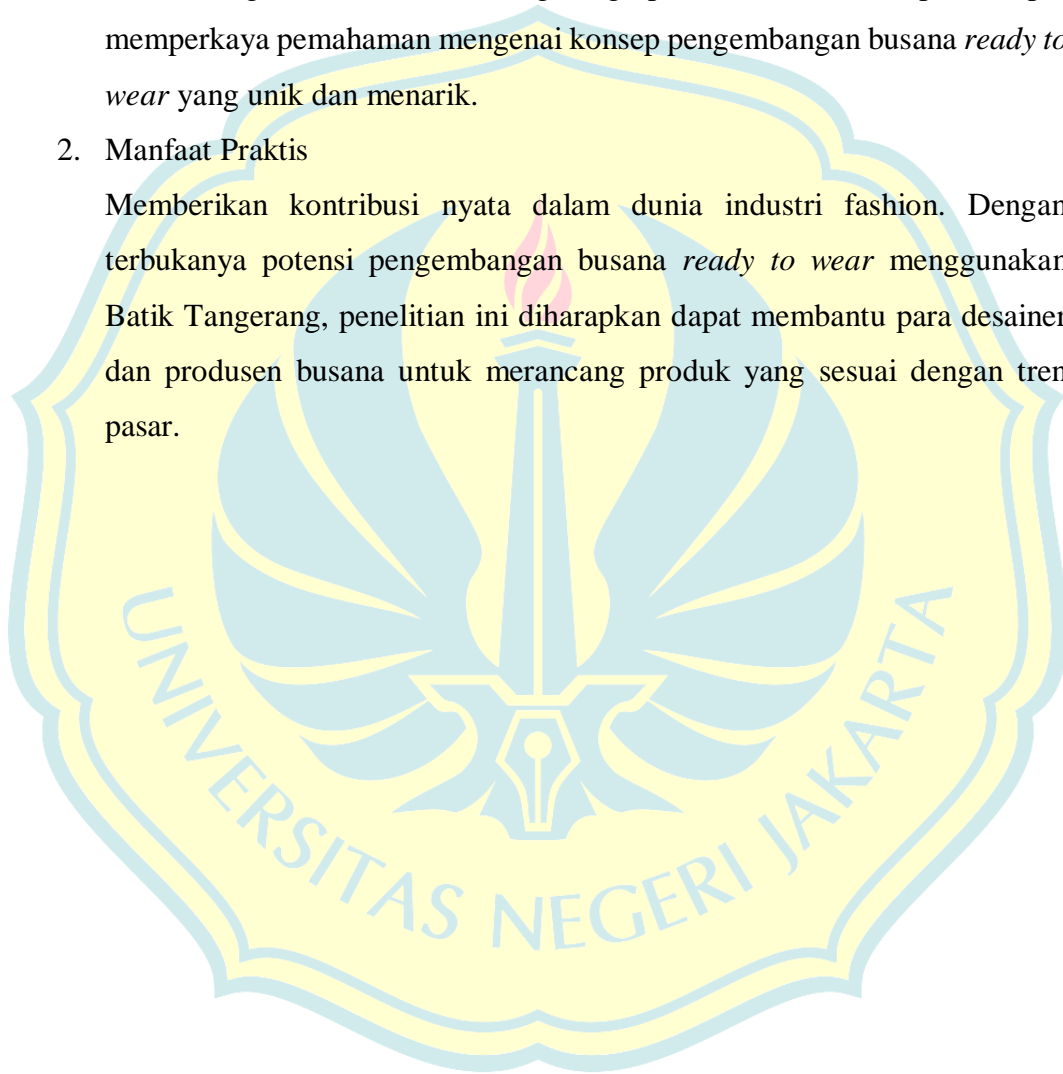 memperkaya pemahaman mengenai konsep pengembangan busana ready to
wear yang unik dan menarik.
2. Manfaat Praktis
Memberikan kontribusi nyata dalam dunia industri fashion. Dengan
terbukanya potensi pengembangan busana ready to wear menggunakan
Batik Tangerang, penelitian ini diharapkan dapat membantu para desainer
dan produsen busana untuk merancang produk yang sesuai dengan tren
pasar.
UNIVERSITAS NEGERI JAKARTA